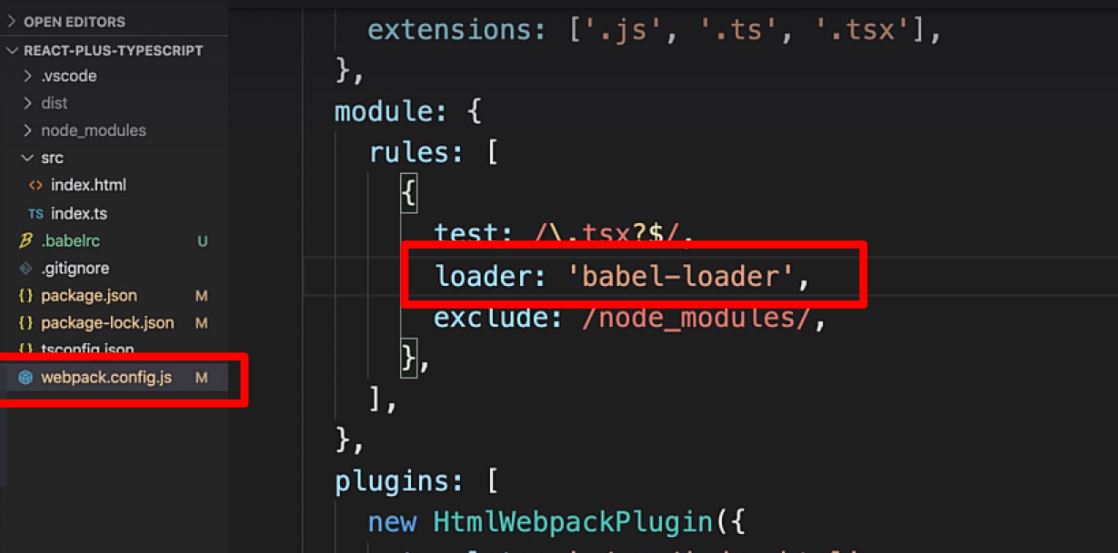 OPEN EDITORS
REACT-PLUS-TYPESCRIPT
.vscode
dist
node_modules
src
<> index.html
TS index.ts
.babelrc U
.gitignore
{} package.json M
{} package-lock.json M
{} tsconfig.json
webpack.config.js M
extensions: ['.js', '.ts', '.tsx'],
},
module: {
rules: [
{
test: /\.tsx?$/,
loader: 'babel-loader',
exclude: /node_modules/,
},
],
},
plugins: [
new HtmlWebpackPlugin({